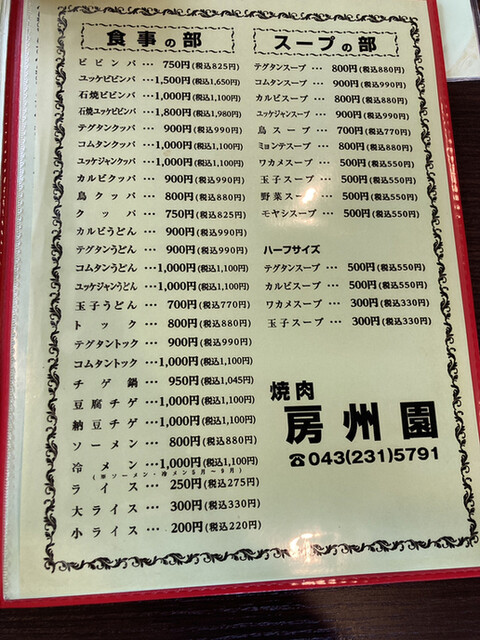 食事の部
ビビンバ…750円(税込825円)
ユッケビビンバ…1,500円(税込1,650円)
石焼ビビンバ…1,000円(税込1,100円)
石焼ユッケビビンバ…1,800円(税込1,980円)
テグタンクッパ…900円(税込990円)
コムタンクッパ…1,000円(税込1,100円)
ユッケジャンクッパ…1,000円(税込1,100円)
カルビクッパ…900円(税込990円)
鳥クッパ…800円(税込880円)
クッパ…750円(税込825円)
カルビうどん…900円(税込990円)
テグタンうどん…900円(税込990円)
コムタンうどん…1,000円(税込1,100円)
ユッケジャンうどん…1,000円(税込1,100円)
玉子うどん…700円(税込770円)
トック…800円(税込880円)
テグタントック…900円(税込990円)
コムタントック…1,000円(税込1,100円)
チゲ鍋…950円(税込1,045円)
豆腐チゲ…1,000円(税込1,100円)
納豆チゲ…1,000円(税込1,100円)
ソーメン…800円(税込880円)
冷メン…1,000円(税込1,100円)
(※ソーメン・冷メン5月～9月)
ライス…250円(税込275円)
大ライス…300円(税込330円)
小ライス…200円(税込220円)
スープの部
テグタンスープ…800円(税込880円)
コムタンスープ…900円(税込990円)
カルビスープ…800円(税込880円)
ユッケジャンスープ…900円(税込990円)
鳥スープ…700円(税込770円)
ミョンテスープ…800円(税込880円)
ワカメスープ…500円(税込550円)
玉子スープ…500円(税込550円)
野菜スープ…500円(税込550円)
モヤシスープ…500円(税込550円)
ハーフサイズ
テグタンスープ…500円(税込550円)
カルビスープ…500円(税込550円)
ワカメスープ…300円(税込330円)
玉子スープ…300円(税込330円)
焼肉
房州園
☎043(231)5791